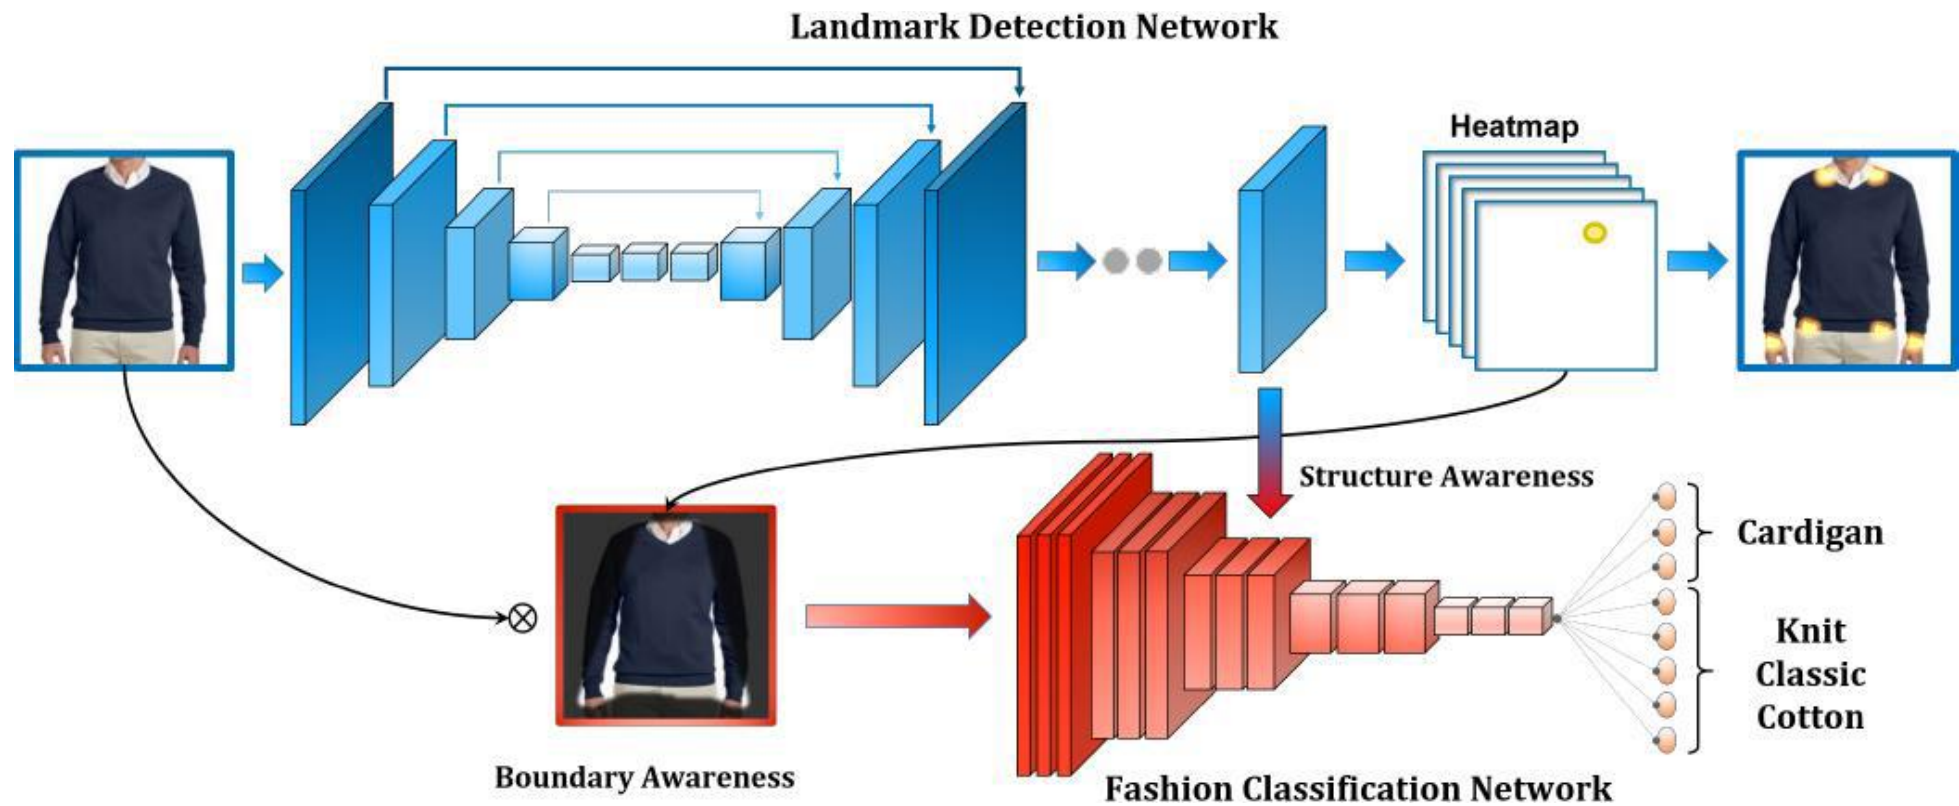 Landmark Detection Network
Heatmap
Structure Awareness
Cardigan
Knit
Classic
Cotton
Boundary Awareness
Fashion Classification Network